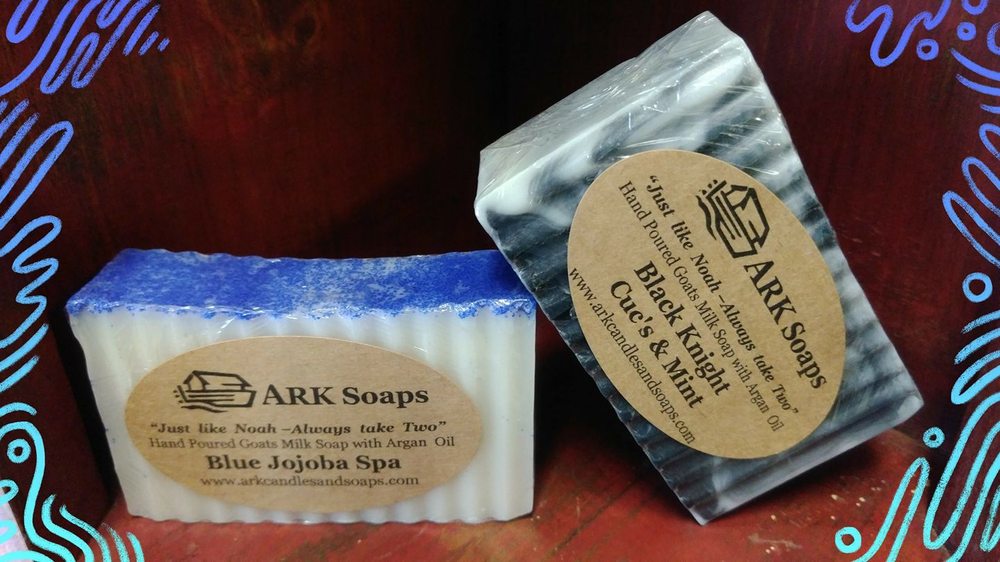 ARK Soaps
"Just like Noah –Always take Two"
Hand Poured Goats Milk Soap with Argan Oil
Blue Jojoba Spa
www.arkcandlesandsoaps.com
ARK Soaps
"Just like Noah –Always take Two"
Hand Poured Goats Milk Soap with Argan Oil
Black Knight
Cuc's & Mint
www.arkcandlesandsoaps.com